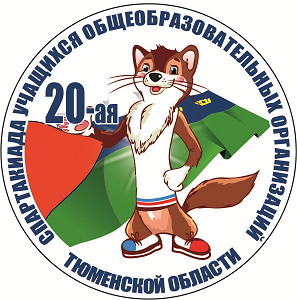 СПАРТАКИАДА УЧАЩИХСЯ ОБЩЕОБРАЗОВАТЕЛЬНЫХ ОРГАНИЗАЦИЙ
20-ая
ТЮМЕНСКОЙ ОБЛАСТИ